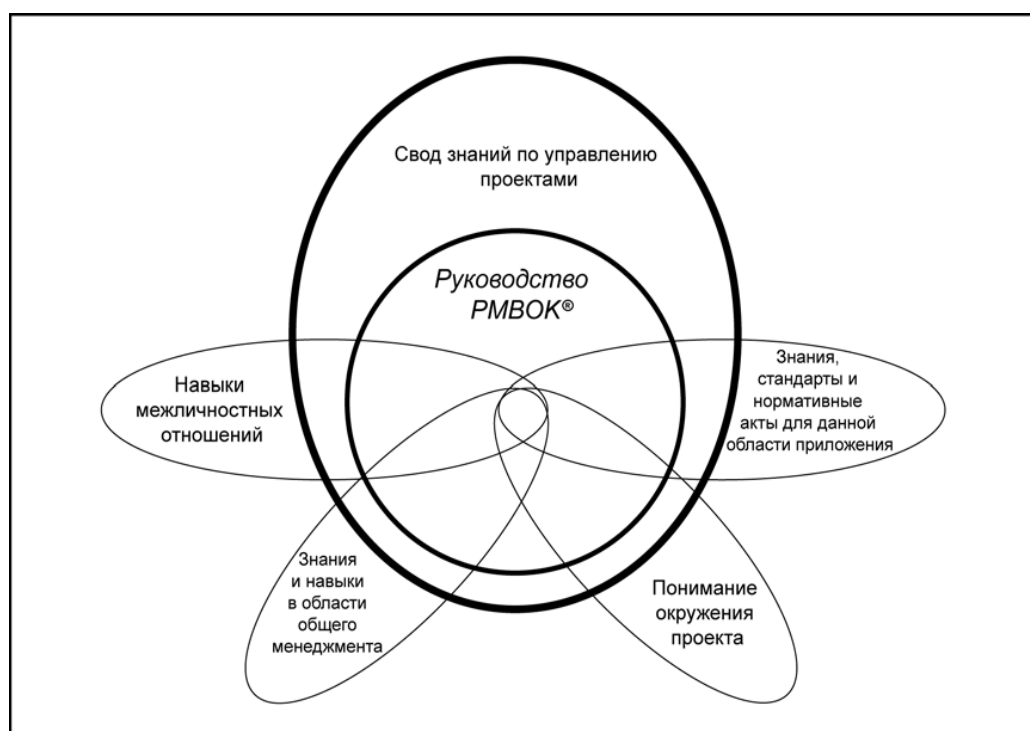 Свод знаний по управлению
проектами
Руководство
PMBOK®
Навыки
межличностных
отношений
Знания,
стандарты и
нормативные
акты для данной
области приложения
Знания
и навыки
в области
общего
менеджмента
Понимание
окружения
проекта